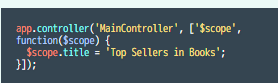 app.controller('MainController', ['$scope',
function($scope) {
$scope.title = 'Top Sellers in Books';
}]);